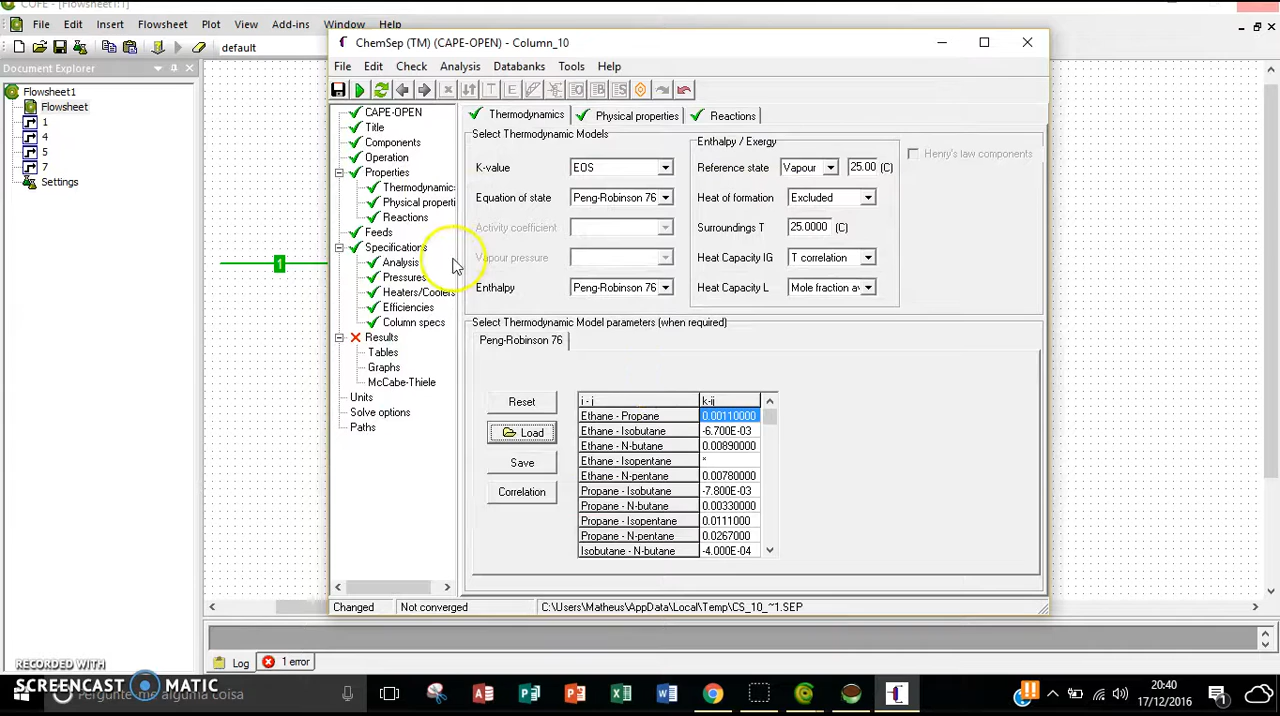 COFE - [Flowsheet1:1]
File Edit Insert Flowsheet Plot View Add-ins Window Help
default
Document Explorer
Flowsheet1
Flowsheet
1
4
5
7
Settings
1
ChemSep (TM) (CAPE-OPEN) - Column_10
File Edit Check Analysis Databanks Tools Help
CAPE-OPEN
Title
Components
Operation
Properties
Thermodynamic:
Physical properti
Reactions
Feeds
Specifications
Analysis
Pressures
Heaters/Coolers
Efficiencies
Column specs
Results
Tables
Graphs
McCabe-Thiele
Units
Solve options
Paths
Thermodynamics Physical properties Reactions
Select Thermodynamic Models
K-value EOS
Equation of state Peng-Robinson 76
Activity coefficient
Vapour pressure
Enthalpy Peng-Robinson 76
Enthalpy / Exergy
Reference state Vapour 25.00 (C)
Heat of formation Excluded
Surroundings T 25.0000 (C)
Heat Capacity IG T correlation
Heat Capacity L Mole fraction av
Henry's law components
Select Thermodynamic Model parameters (when required)
Peng-Robinson 76
Reset
Load
Save
Correlation
i - j k-ij
Ethane - Propane 0.00110000
Ethane - Isobutane -6.700E-03
Ethane - N-butane 0.00890000
Ethane - Isopentane *
Ethane - N-pentane 0.00780000
Propane - Isobutane -7.800E-03
Propane - N-butane 0.00330000
Propane - Isopentane 0.0111000
Propane - N-pentane 0.0267000
Isobutane - N-butane -4.000E-04
Changed Not converged C:\Users\Matheus\AppData\Local\Temp\CS_10_~1.SEP
Log 1 error
RECORDED WITH
SCREENCAST MATIC
Pergunte-me alguma coisa
20:40
17/12/2016